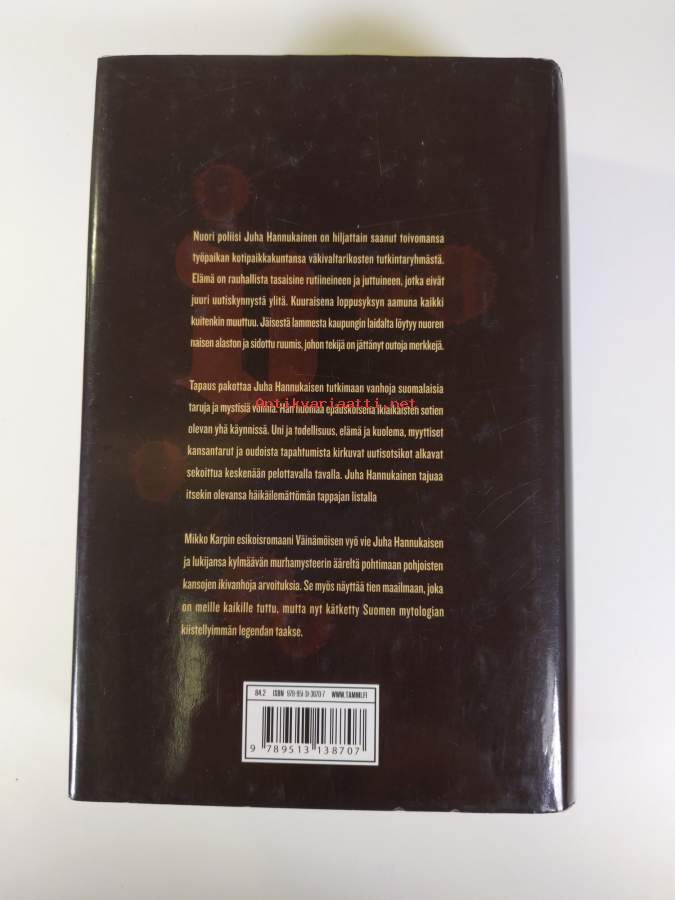 Nuori poliisi Juha Hannukainen on hiljattain saanut toivomansa
työpaikan kotipaikkakuntansa väkivaltarikosten tutkintaryhmästä.
Elämä on rauhallista tasaisine rutiineineen ja juttuineen, jotka eivät
juuri uutiskynnystä ylitä. Kuuraisena loppusyksyn aamuna kaikki
kuitenkin muuttuu. Jäisestä lammesta kaupungin laidalta löytyy nuoren
naisen alaston ja sidottu ruumis, johon tekijä on jättänyt outoja merkkejä.
Tapaus pakottaa Juha Hannukaisen tutkimaan vanhoja suomalaisia
taruja ja mystisiä voimia. Hän huomaa epäuskoisena ikiaikaisten sotien
Antikvariaatti.net
olevan yhä käynnissä. Uni ja todellisuus, elämä ja kuolema, myyttiset
kansantarut ja oudoista tapahtumista kirkuvat uutisotsikot alkavat
sekoittua keskenään pelottavalla tavalla. Juha Hannukainen tajuaa
itsekin olevansa häikäilemättömän tappajan listalla
Mikko Karpin esikoisromaani Väinämöisen vyö vie Juha Hannukaisen
ja lukijansa kylmäävän murhamysteerin ääreltä pohtimaan pohjoisten
kansojen ikivanhoja arvoituksia. Se myös näyttää tien maailmaan, joka
on meille kaikille tuttu, mutta nyt kätketty Suomen mytologian
kiistellyimmän legendan taakse.
84.2 ISBN 978-951-31-3870-7 WWW.TAMMI.FI
9 789513 138707